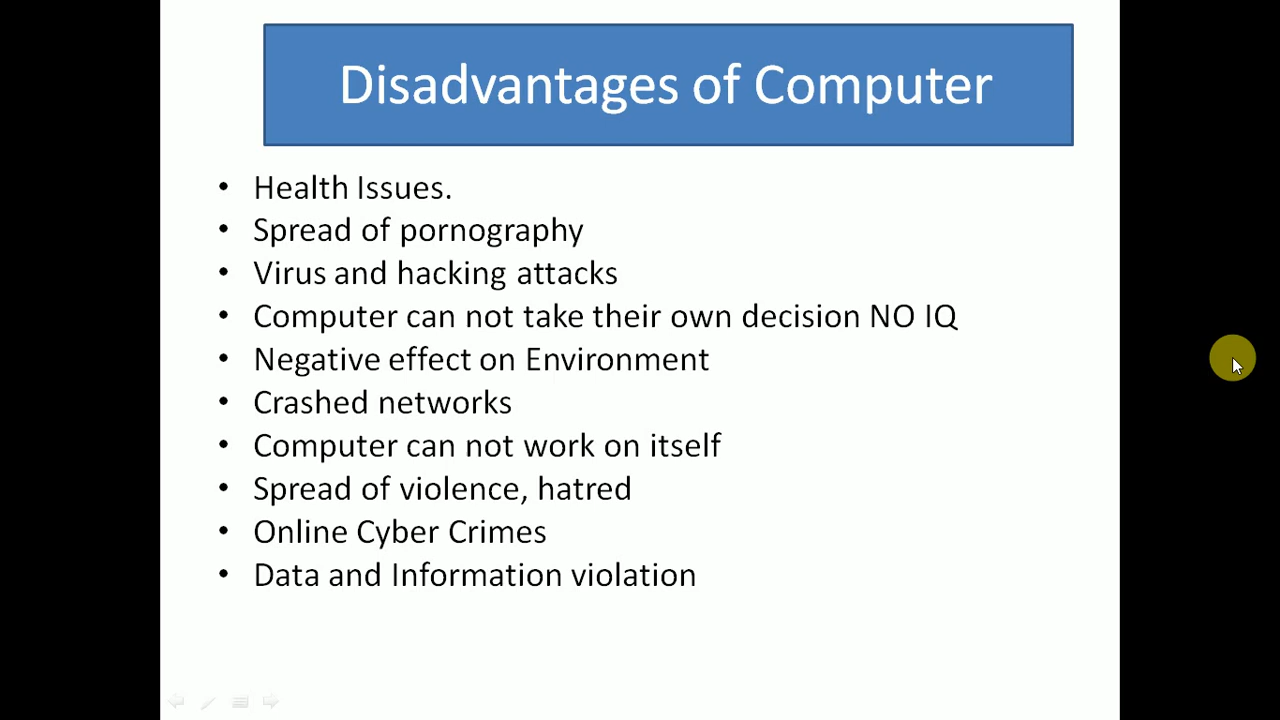 Disadvantages of Computer
• Health Issues.
• Spread of pornography
• Virus and hacking attacks
• Computer can not take their own decision NO IQ
• Negative effect on Environment
• Crashed networks
• Computer can not work on itself
• Spread of violence, hatred
• Online Cyber Crimes
• Data and Information violation